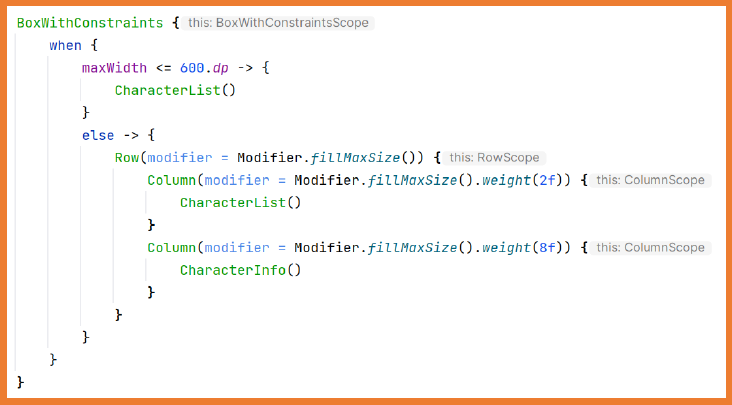 BoxWithConstraints { this: BoxWithConstraintsScope
    when {
        maxWidth <= 600.dp -> {
            CharacterList()
        }
        else -> {
            Row(modifier = Modifier.fillMaxSize()) { this: RowScope
                Column(modifier = Modifier.fillMaxSize().weight(2f)) { this: ColumnScope
                    CharacterList()
                }
                Column(modifier = Modifier.fillMaxSize().weight(8f)) { this: ColumnScope
                    CharacterInfo()
                }
            }
        }
    }
}